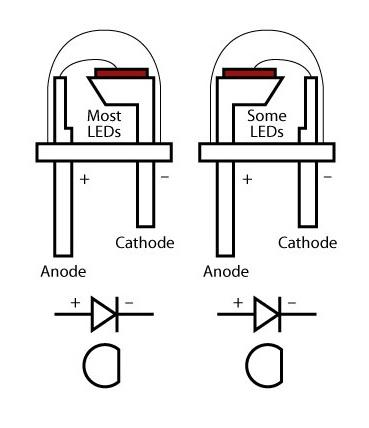 Most
LEDs
+
−
Cathode
Anode
+ −
Some
LEDs
+
−
Cathode
Anode
+ −